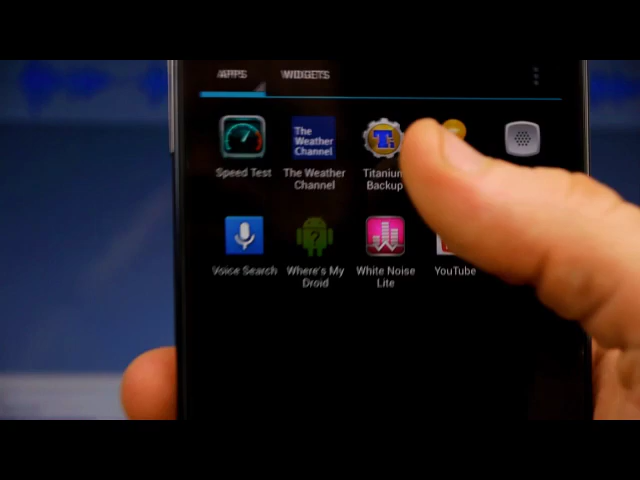 APPS WIDGETS
The
Weather
Channel
T
Speed Test The Weather Titanium
Channel Backup
?
Voice Search Where's My White Noise YouTube
Droid Lite